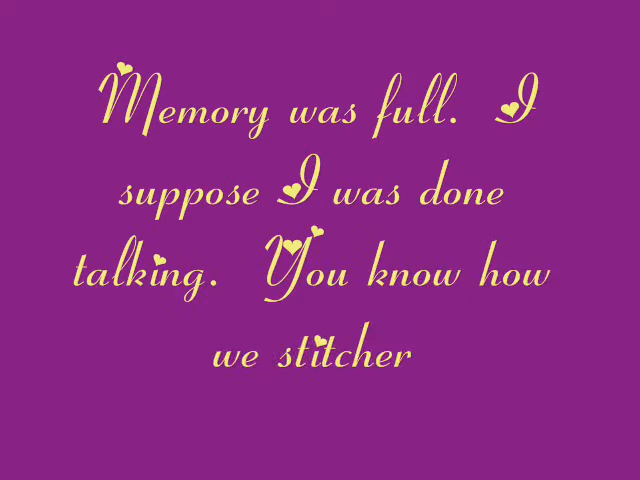 Memory was full. I
suppose I was done
talking. You know how
we stitcher